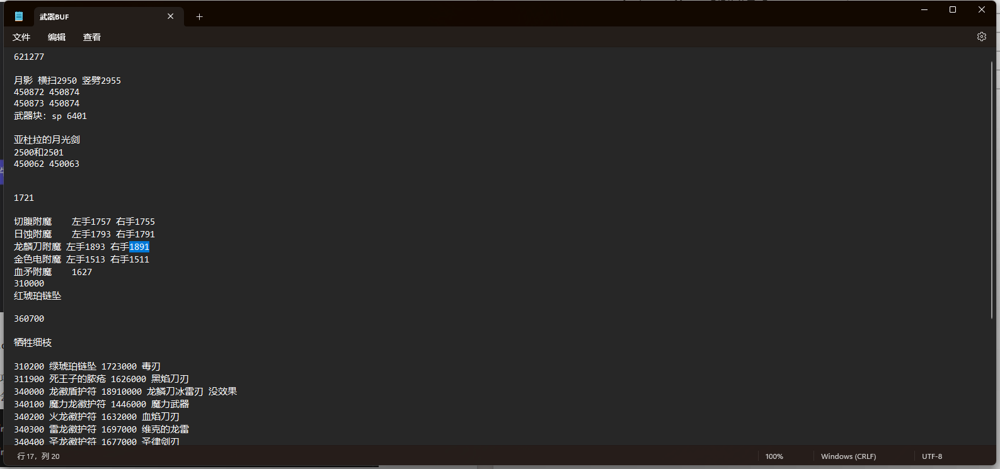 武器BUF
文件 编辑 查看
621277
月影 横扫2950 竖劈2955
450872 450874
450873 450874
武器块: sp 6401
亚杜拉的月光剑
2500和2501
450062 450063
1721
切腹附魔 左手1757 右手1755
日蚀附魔 左手1793 右手1791
龙麟刀附魔 左手1893 右手1891
金色电附魔 左手1513 右手1511
血矛附魔 1627
310000
红琥珀链坠
360700
牺牲细枝
310200 绿琥珀链坠 1723000 毒刃
311900 死王子的脓疮 1626000 黑焰刀刃
340000 龙徽盾护符 18910000 龙鳞刀冰雷刃 没效果
340100 魔力龙徽护符 1446000 魔力武器
340200 火龙徽护符 1632000 血焰刀刃
340300 雷龙徽护符 1697000 维克的龙雷
340400 圣龙徽护符 1677000 圣律剑刃
行 17, 列 20
100%
Windows (CRLF)
UTF-8